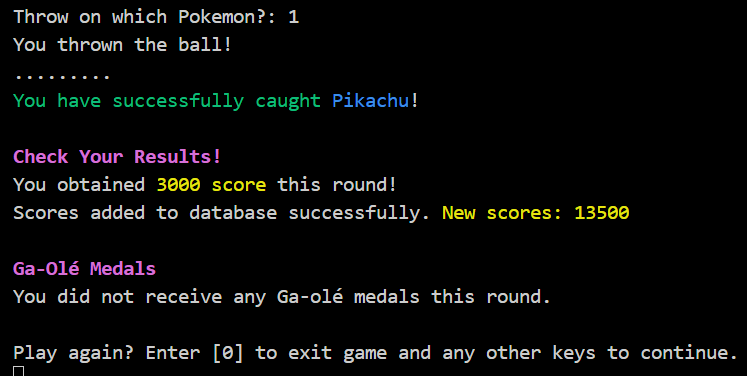 Throw on which Pokemon?: 1
You thrown the ball!
.........
You have successfully caught Pikachu!
Check Your Results!
You obtained 3000 score this round!
Scores added to database successfully. New scores: 13500
Ga-Olé Medals
You did not receive any Ga-olé medals this round.
Play again? Enter [0] to exit game and any other keys to continue.